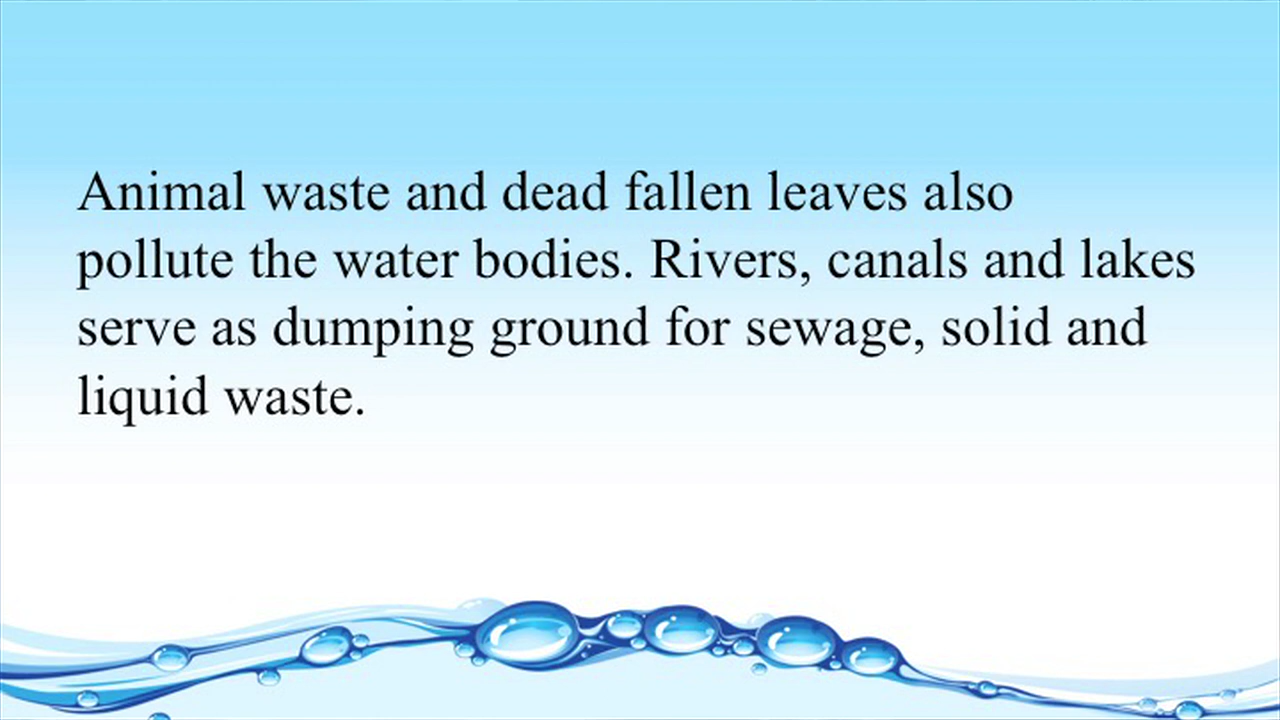 Animal waste and dead fallen leaves also
pollute the water bodies. Rivers, canals and lakes
serve as dumping ground for sewage, solid and
liquid waste.